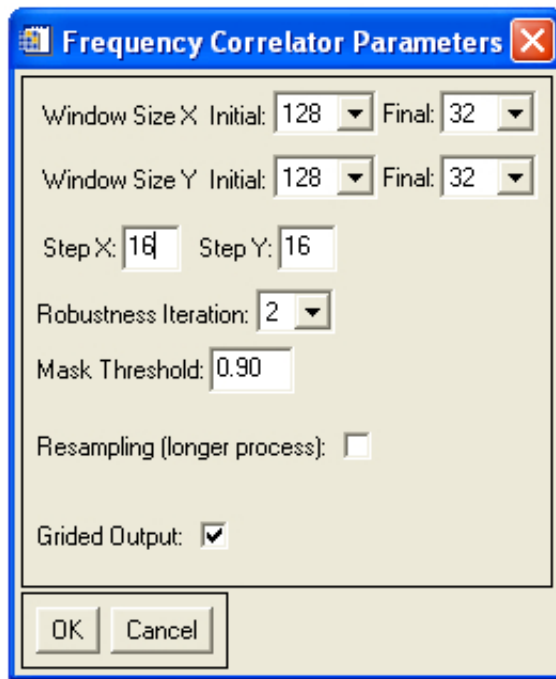 Frequency Correlator Parameters
Window Size X Initial: 128 Final: 32
Window Size Y Initial: 128 Final: 32
Step X: 16 Step Y: 16
Robustness Iteration: 2
Mask Threshold: 0.90
Resampling (longer process):
Grided Output:
OK Cancel